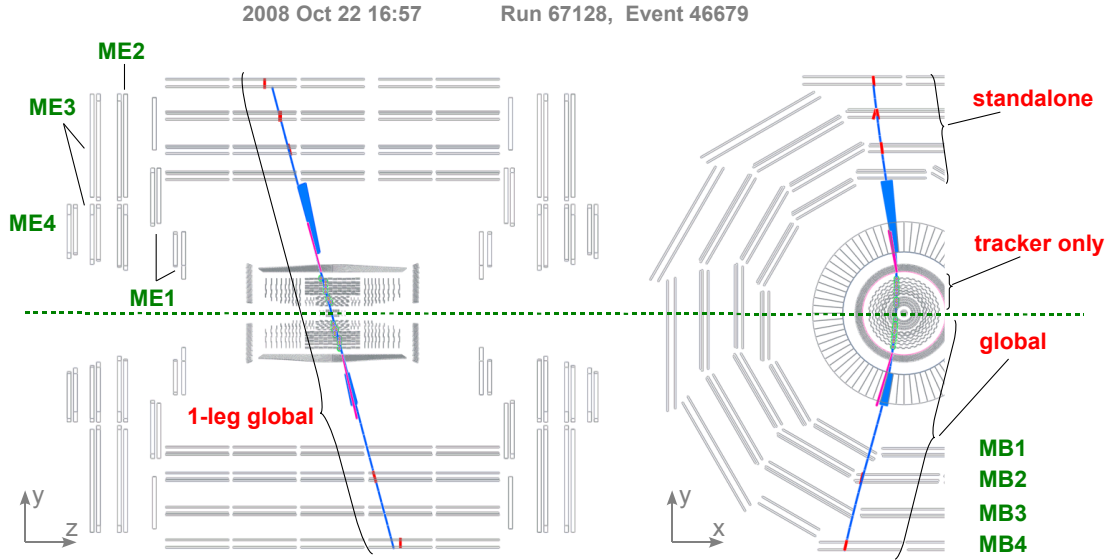 2008 Oct 22 16:57 Run 67128, Event 46679
ME2
ME3
ME4
ME1
1-leg global
y
z
standalone
tracker only
global
MB1
MB2
MB3
MB4
y
x